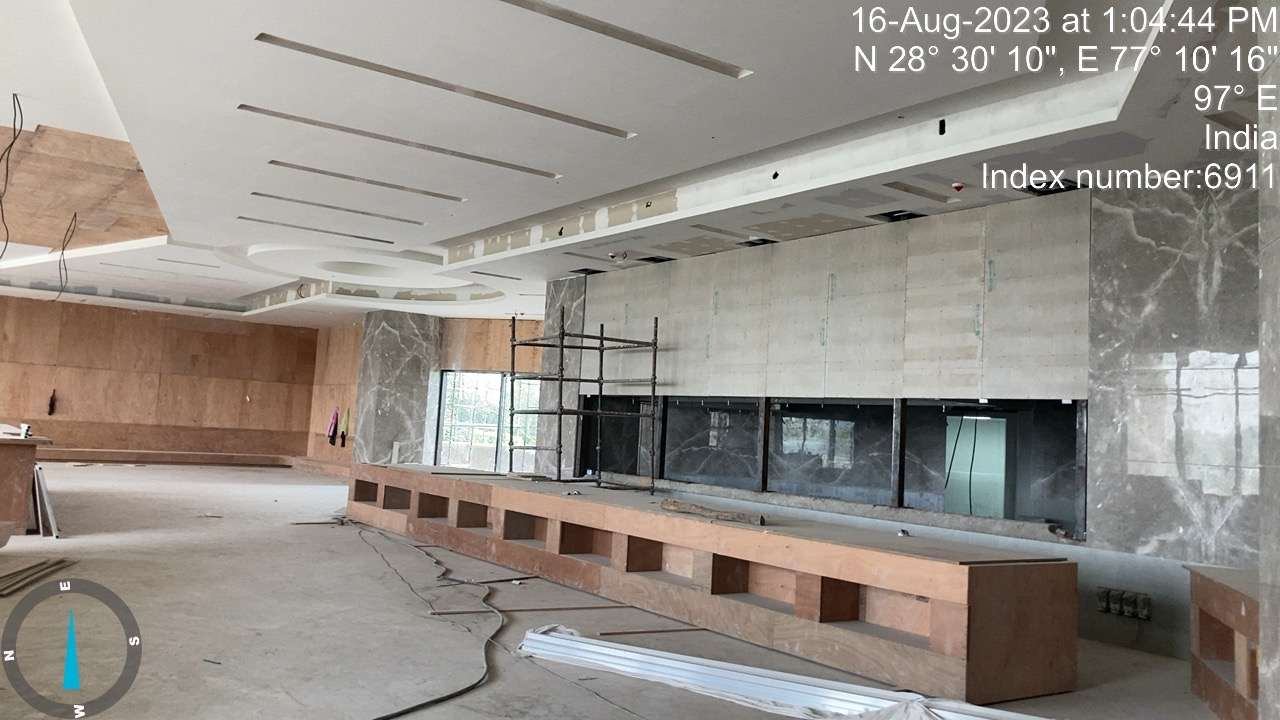 16-Aug-2023 at 1:04:44 PM
N 28° 30' 10", E 77° 10' 16"
97° E
India
Index number:6911
E
N
S
W